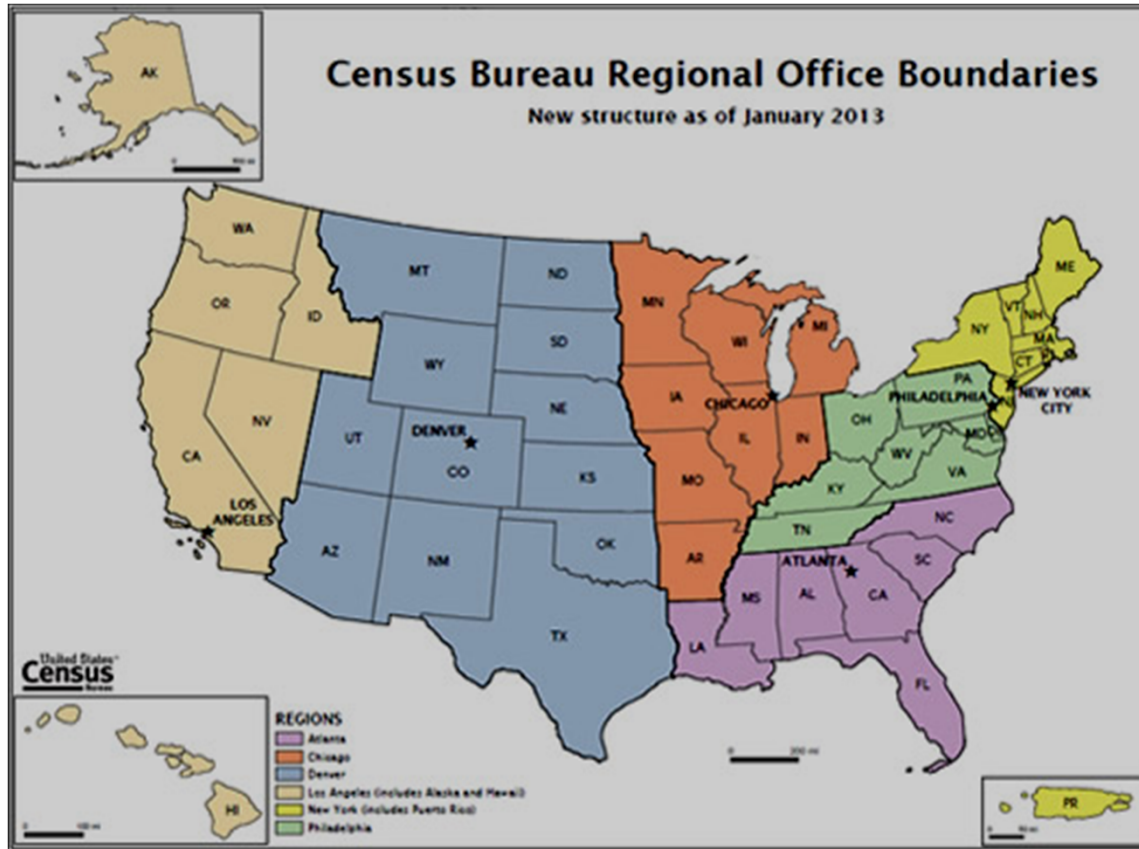 AK
Census Bureau Regional Office Boundaries
New structure as of January 2013
WA
MT
ND
MN
ME
OR
ID
SD
WI
MI
NY
VT
NH
MA
CT
WY
NE
IA
CHICAGO
PA
PHILADELPHIA
NEW YORK
CITY
NV
UT
DENVER
CO
IL
IN
OH
MD
WV
VA
CA
KS
MO
KY
LOS
ANGELES
AZ
NM
OK
AR
TN
NC
SC
ATLANTA
MS
AL
GA
TX
LA
FL
United States
Census
Bureau
REGIONS
Atlanta
Chicago
Denver
Los Angeles (includes Alaska and Hawaii)
New York (includes Puerto Rico)
Philadelphia
HI
PR